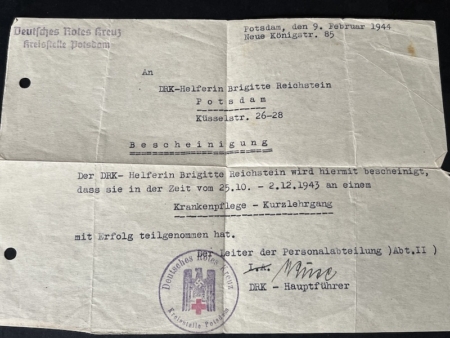 Deutsches Rotes Kreuz
Kreisstelle Potsdam
Potsdam, den 9. Februar 1944
Neue Königstr. 85
An
DRK-Helferin Brigitte Reichstein
Potsdam
Küsselstr. 26-28
Bescheinigung
Der DRK- Helferin Brigitte Reichstein wird hiermit bescheinigt,
dass sie in der Zeit vom 25.10. - 2.12.1943 an einem
Krankenpflege - Kurzlehrgang
mit Erfolg teilgenommen hat.
Der Leiter der Personalabteilung )Abt.II )
I.A.
DRK - Hauptführer
Deutsches Rotes Kreuz
Kreisstelle Potsdam